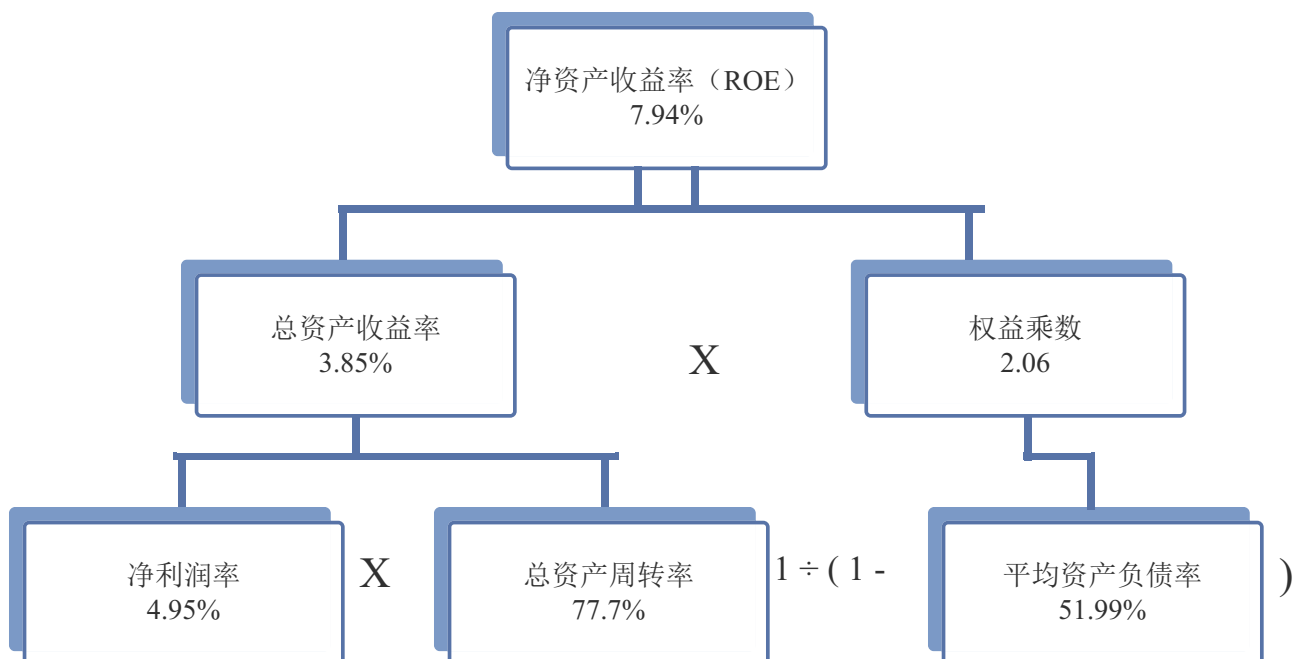 净资产收益率（ROE）
7.94%
总资产收益率
3.85%
X
权益乘数
2.06
净利润率
4.95%
X
总资产周转率
77.7%
1 ÷ ( 1 -
平均资产负债率
51.99%
)